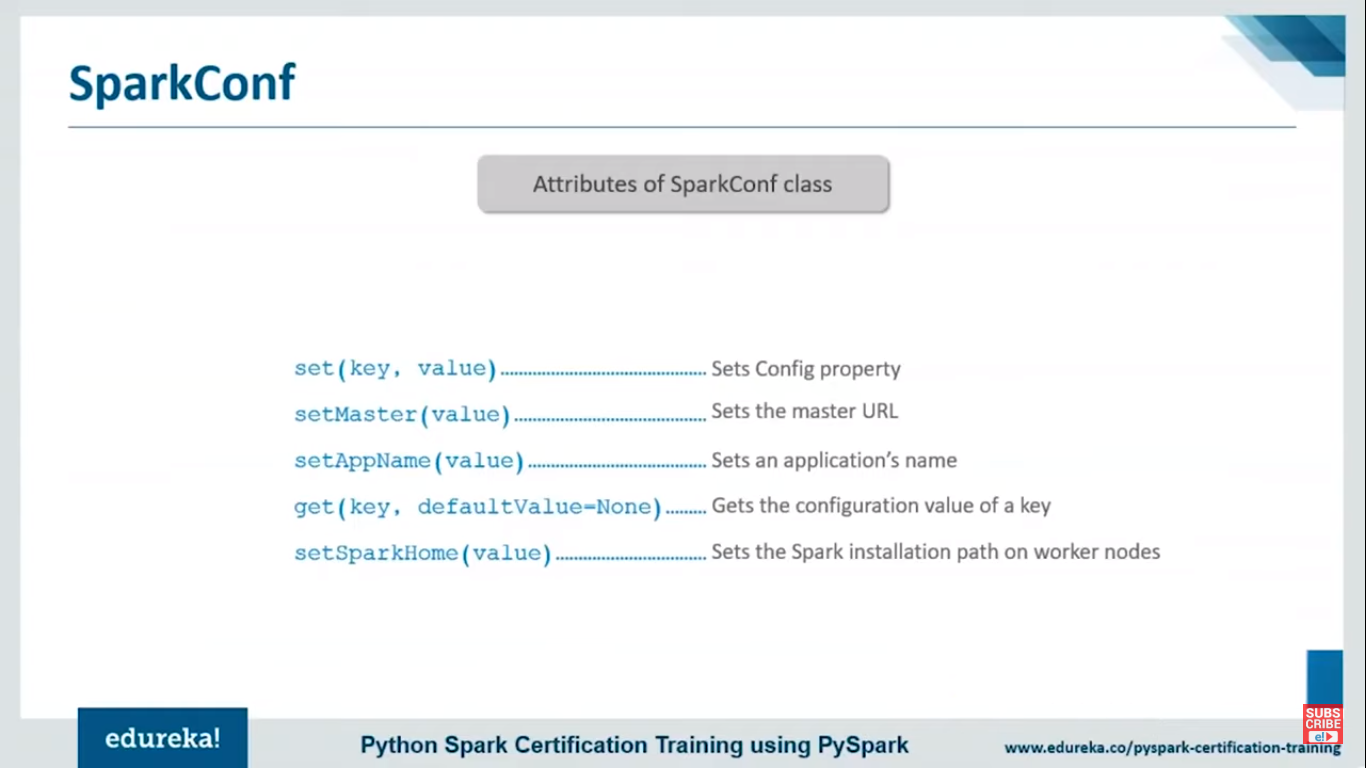 SparkConf
Attributes of SparkConf class
set(key, value)......................................................... Sets Config property
setMaster(value)..................................................... Sets the master URL
setAppName(value)................................................. Sets an application’s name
get(key, defaultValue=None)........... Gets the configuration value of a key
setSparkHome(value)......................................... Sets the Spark installation path on worker nodes
edureka!
Python Spark Certification Training using PySpark
www.edureka.co/pyspark-certification-training
SUBS
CRIBE
e!